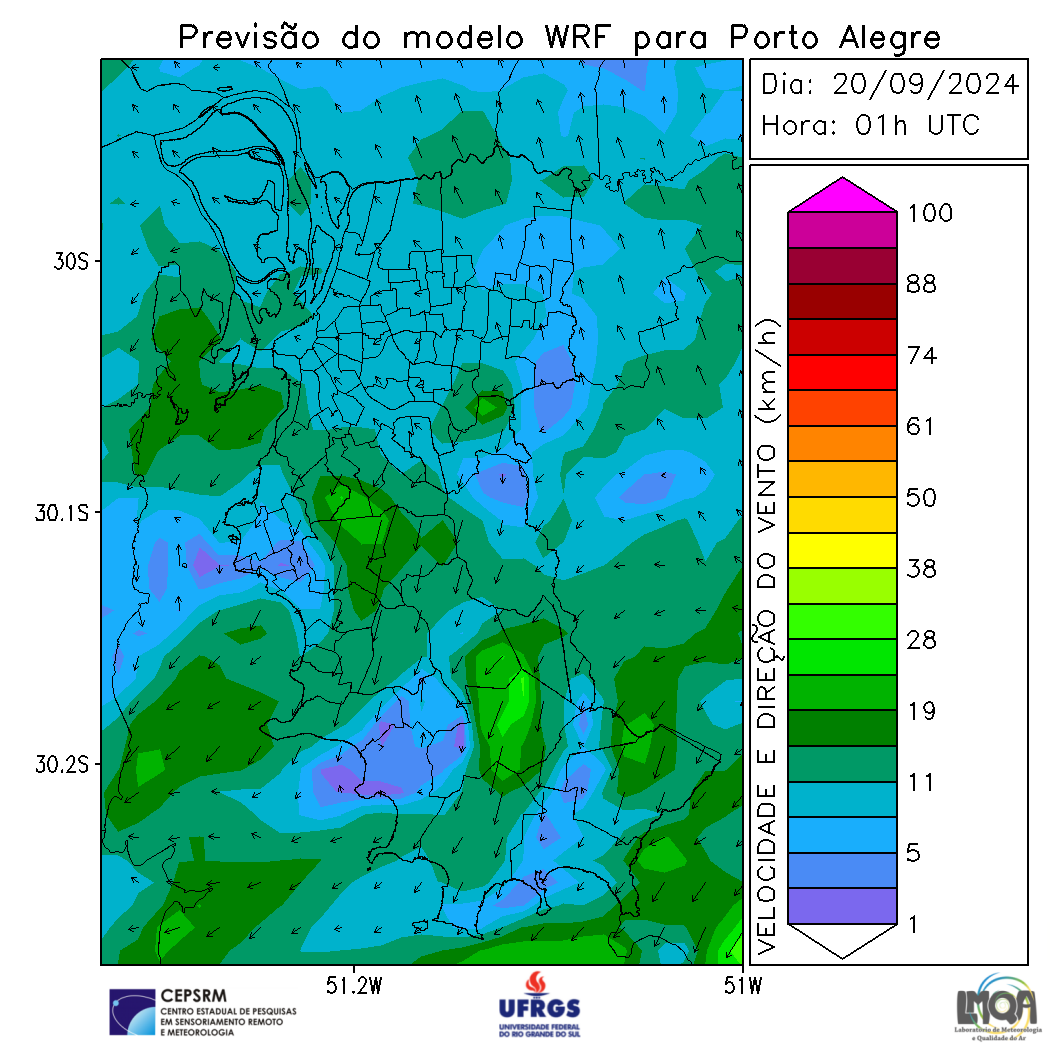 Previsão do modelo WRF para Porto Alegre
Dia: 20/09/2024
Hora: 01h UTC
30S
30.1S
30.2S
51.2W
51W
VELOCIDADE E DIREÇÃO DO VENTO (km/h)
100
88
74
61
50
38
28
19
11
5
1
CEPSRM
CENTRO ESTADUAL DE PESQUISAS
EM SENSORIAMENTO REMOTO
E METEOROLOGIA
UFRGS
UNIVERSIDADE FEDERAL
DO RIO GRANDE DO SUL
LMQA
Laboratório de Meteorologia
e Qualidade do Ar